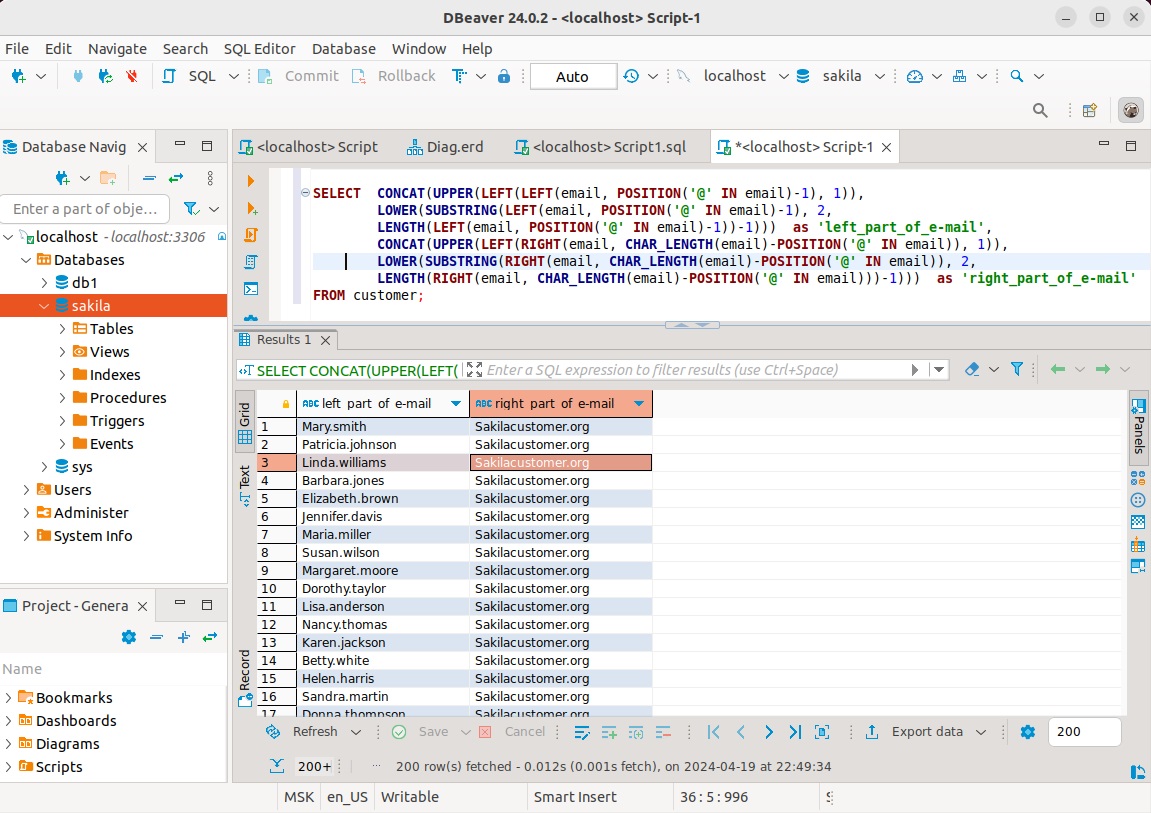 DBeaver 24.0.2 - <localhost> Script-1
File Edit Navigate Search SQL Editor Database Window Help
SQL Commit Rollback Auto localhost sakila
Database Navig
<localhost> Script Diag.erd <localhost> Script1.sql *<localhost> Script-1
Enter a part of obje...
localhost - localhost:3306
Databases
db1
sakila
Tables
Views
Indexes
Procedures
Triggers
Events
sys
Users
Administer
System Info
SELECT CONCAT(UPPER(LEFT(LEFT(email, POSITION('@' IN email)-1), 1)),
LOWER(SUBSTRING(LEFT(email, POSITION('@' IN email)-1), 2,
LENGTH(LEFT(email, POSITION('@' IN email)-1))-1))) as 'left_part_of_e-mail',
CONCAT(UPPER(LEFT(RIGHT(email, CHAR_LENGTH(email)-POSITION('@' IN email)), 1)),
LOWER(SUBSTRING(RIGHT(email, CHAR_LENGTH(email)-POSITION('@' IN email)), 2,
LENGTH(RIGHT(email, CHAR_LENGTH(email)-POSITION('@' IN email)))-1))) as 'right_part_of_e-mail'
FROM customer;
Results 1
SELECT CONCAT(UPPER(LEFT( Enter a SQL expression to filter results (use Ctrl+Space)
Grid
Text
Record
Panels
ABC left_part_of_e-mail ABC right_part_of_e-mail
1 Mary.smith Sakilacustomer.org
2 Patricia.johnson Sakilacustomer.org
3 Linda.williams Sakilacustomer.org
4 Barbara.jones Sakilacustomer.org
5 Elizabeth.brown Sakilacustomer.org
6 Jennifer.davis Sakilacustomer.org
7 Maria.miller Sakilacustomer.org
8 Susan.wilson Sakilacustomer.org
9 Margaret.moore Sakilacustomer.org
10 Dorothy.taylor Sakilacustomer.org
11 Lisa.anderson Sakilacustomer.org
12 Nancy.thomas Sakilacustomer.org
13 Karen.jackson Sakilacustomer.org
14 Betty.white Sakilacustomer.org
15 Helen.harris Sakilacustomer.org
16 Sandra.martin Sakilacustomer.org
17 Donna.thompson Sakilacustomer.org
Refresh Save Cancel Export data 200
200+ 200 row(s) fetched - 0.012s (0.001s fetch), on 2024-04-19 at 22:49:34
Project - Genera
Name
Bookmarks
Dashboards
Diagrams
Scripts
MSK en_US Writable Smart Insert 36:5:996